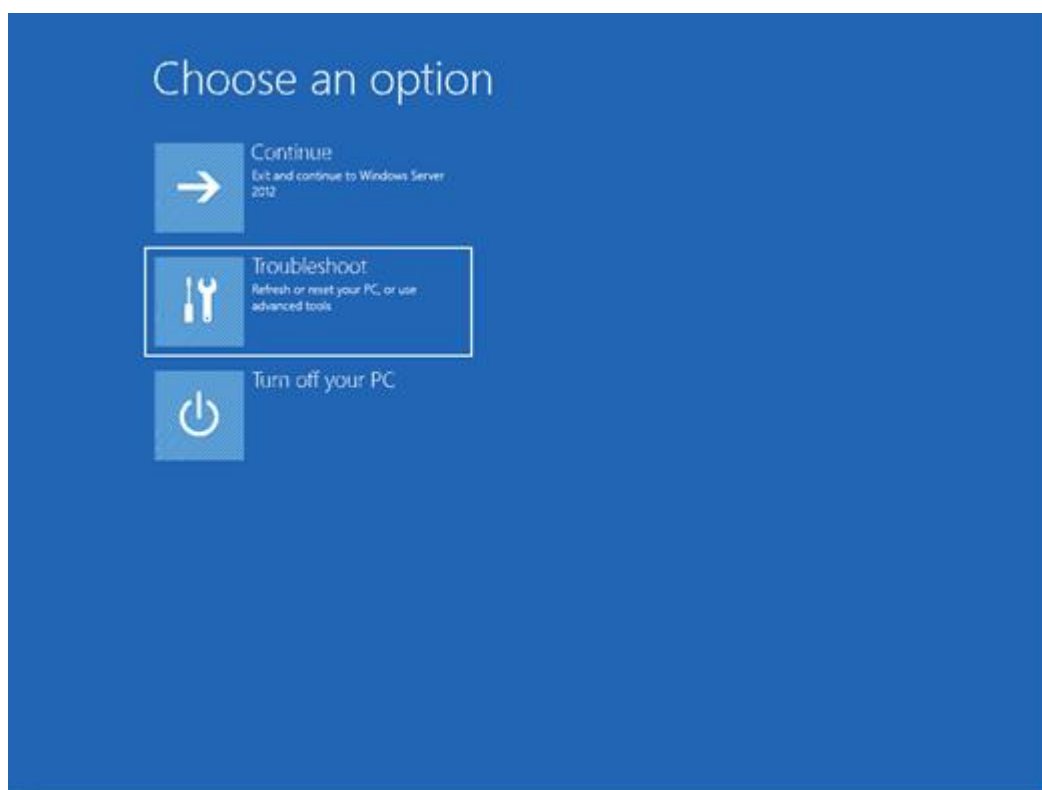 Choose an option
Continue
Exit and continue to Windows Server
2012
Troubleshoot
Refresh or reset your PC, or use
advanced tools
Turn off your PC